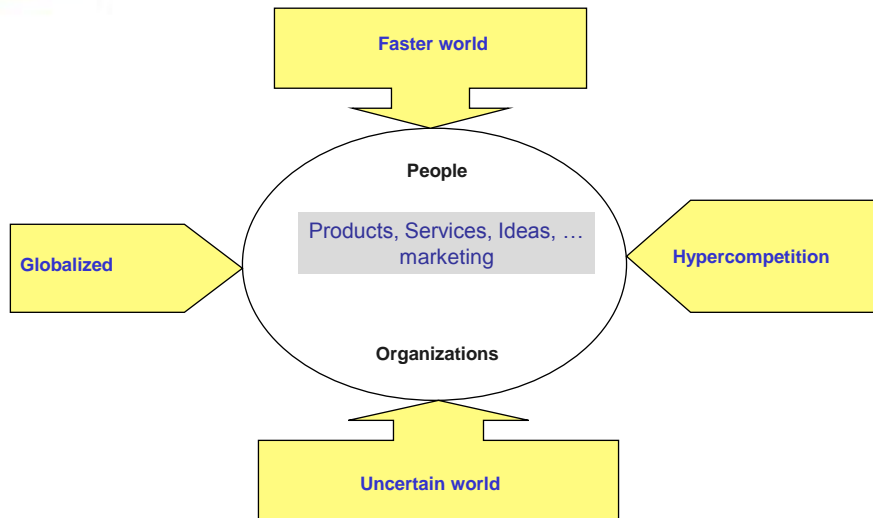 Faster world
People
Products, Services, Ideas, …
marketing
Globalized
Hypercompetition
Organizations
Uncertain world